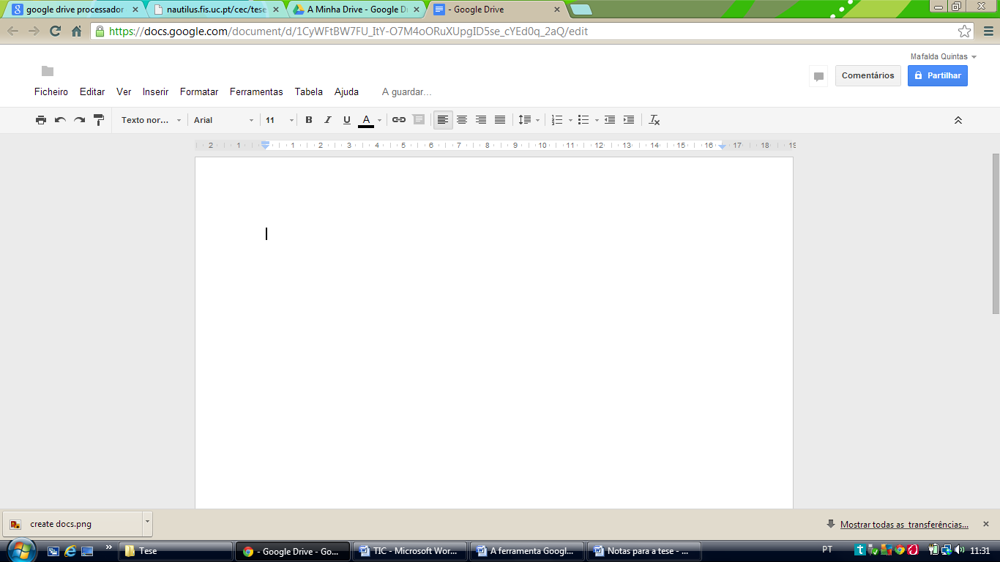 google drive processador
nautilus.fis.uc.pt/cec/tese
A Minha Drive - Google D
- Google Drive
https://docs.google.com/document/d/1CyWFtBW7FU_ItY-O7M4oORuXUpgID5se_cYEd0q_2aQ/edit
Mafalda Quintas
Comentários
Partilhar
Ficheiro Editar Ver Inserir Formatar Ferramentas Tabela Ajuda A guardar...
Texto nor... Arial 11 B I U A
2 1 1 2 3 4 5 6 7 8 9 10 11 12 13 14 15 16 17 18 19
create docs.png
Mostrar todas as transferências...
Tese
- Google Drive - Go...
TIC - Microsoft Wor...
A ferramenta Googl...
Notas para a tese - ...
PT
11:31